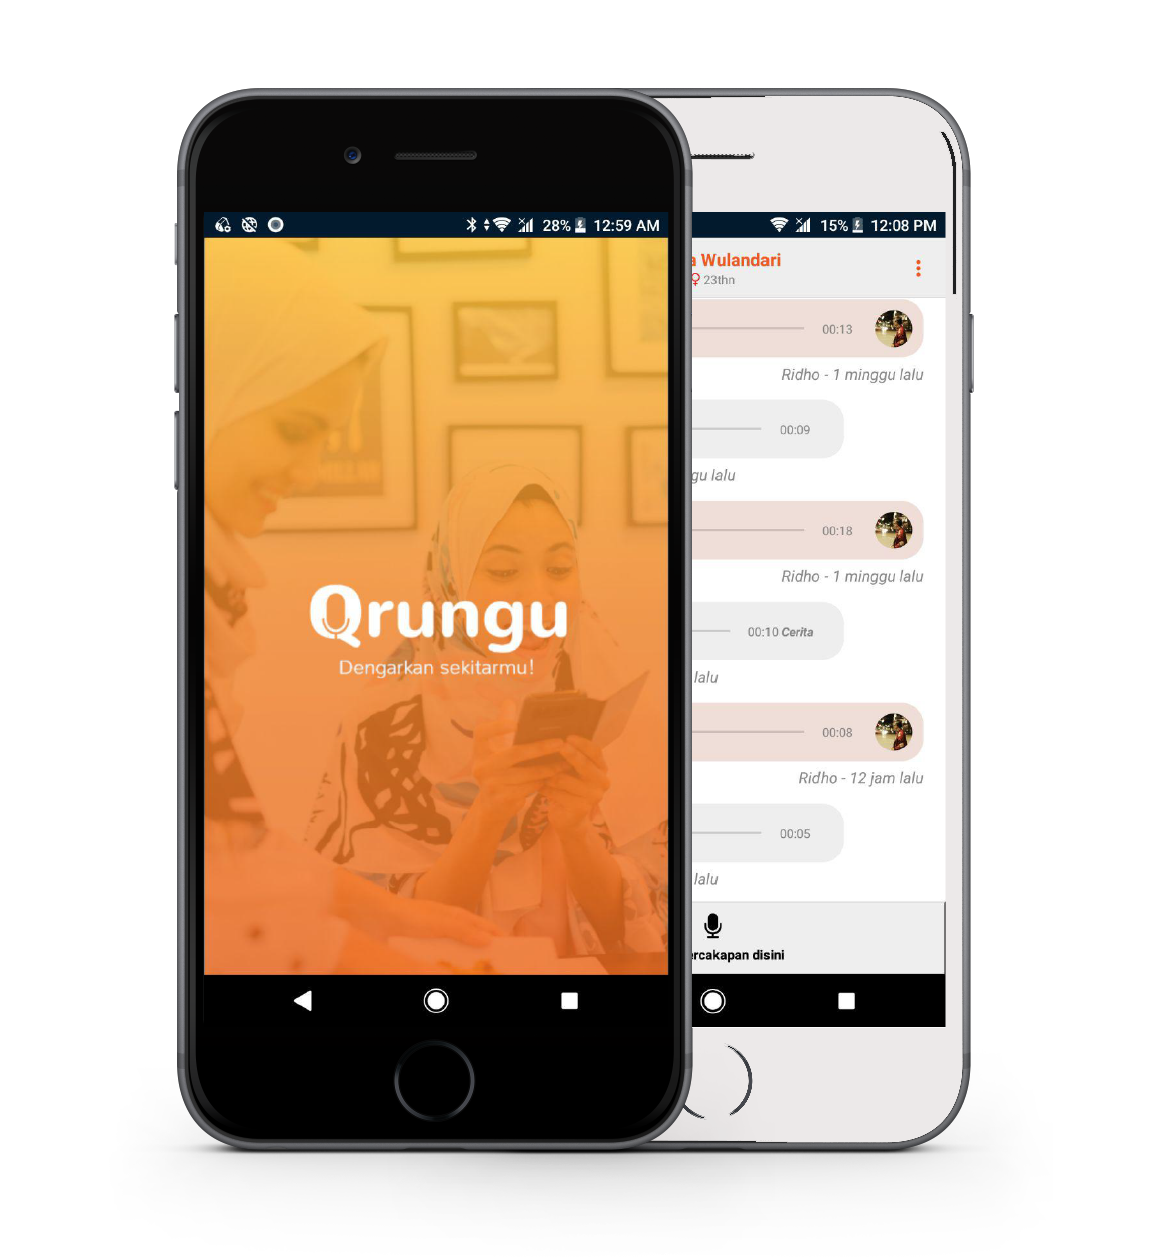 28% 12:59 AM
Qrungu
Dengarkan sekitarmu!
15% 12:08 PM
a Wulandari
23thn
00:13
Ridho - 1 minggu lalu
00:09
gu lalu
00:18
Ridho - 1 minggu lalu
00:10 Cerita
lalu
00:08
Ridho - 12 jam lalu
00:05
lalu
ercakapan disini